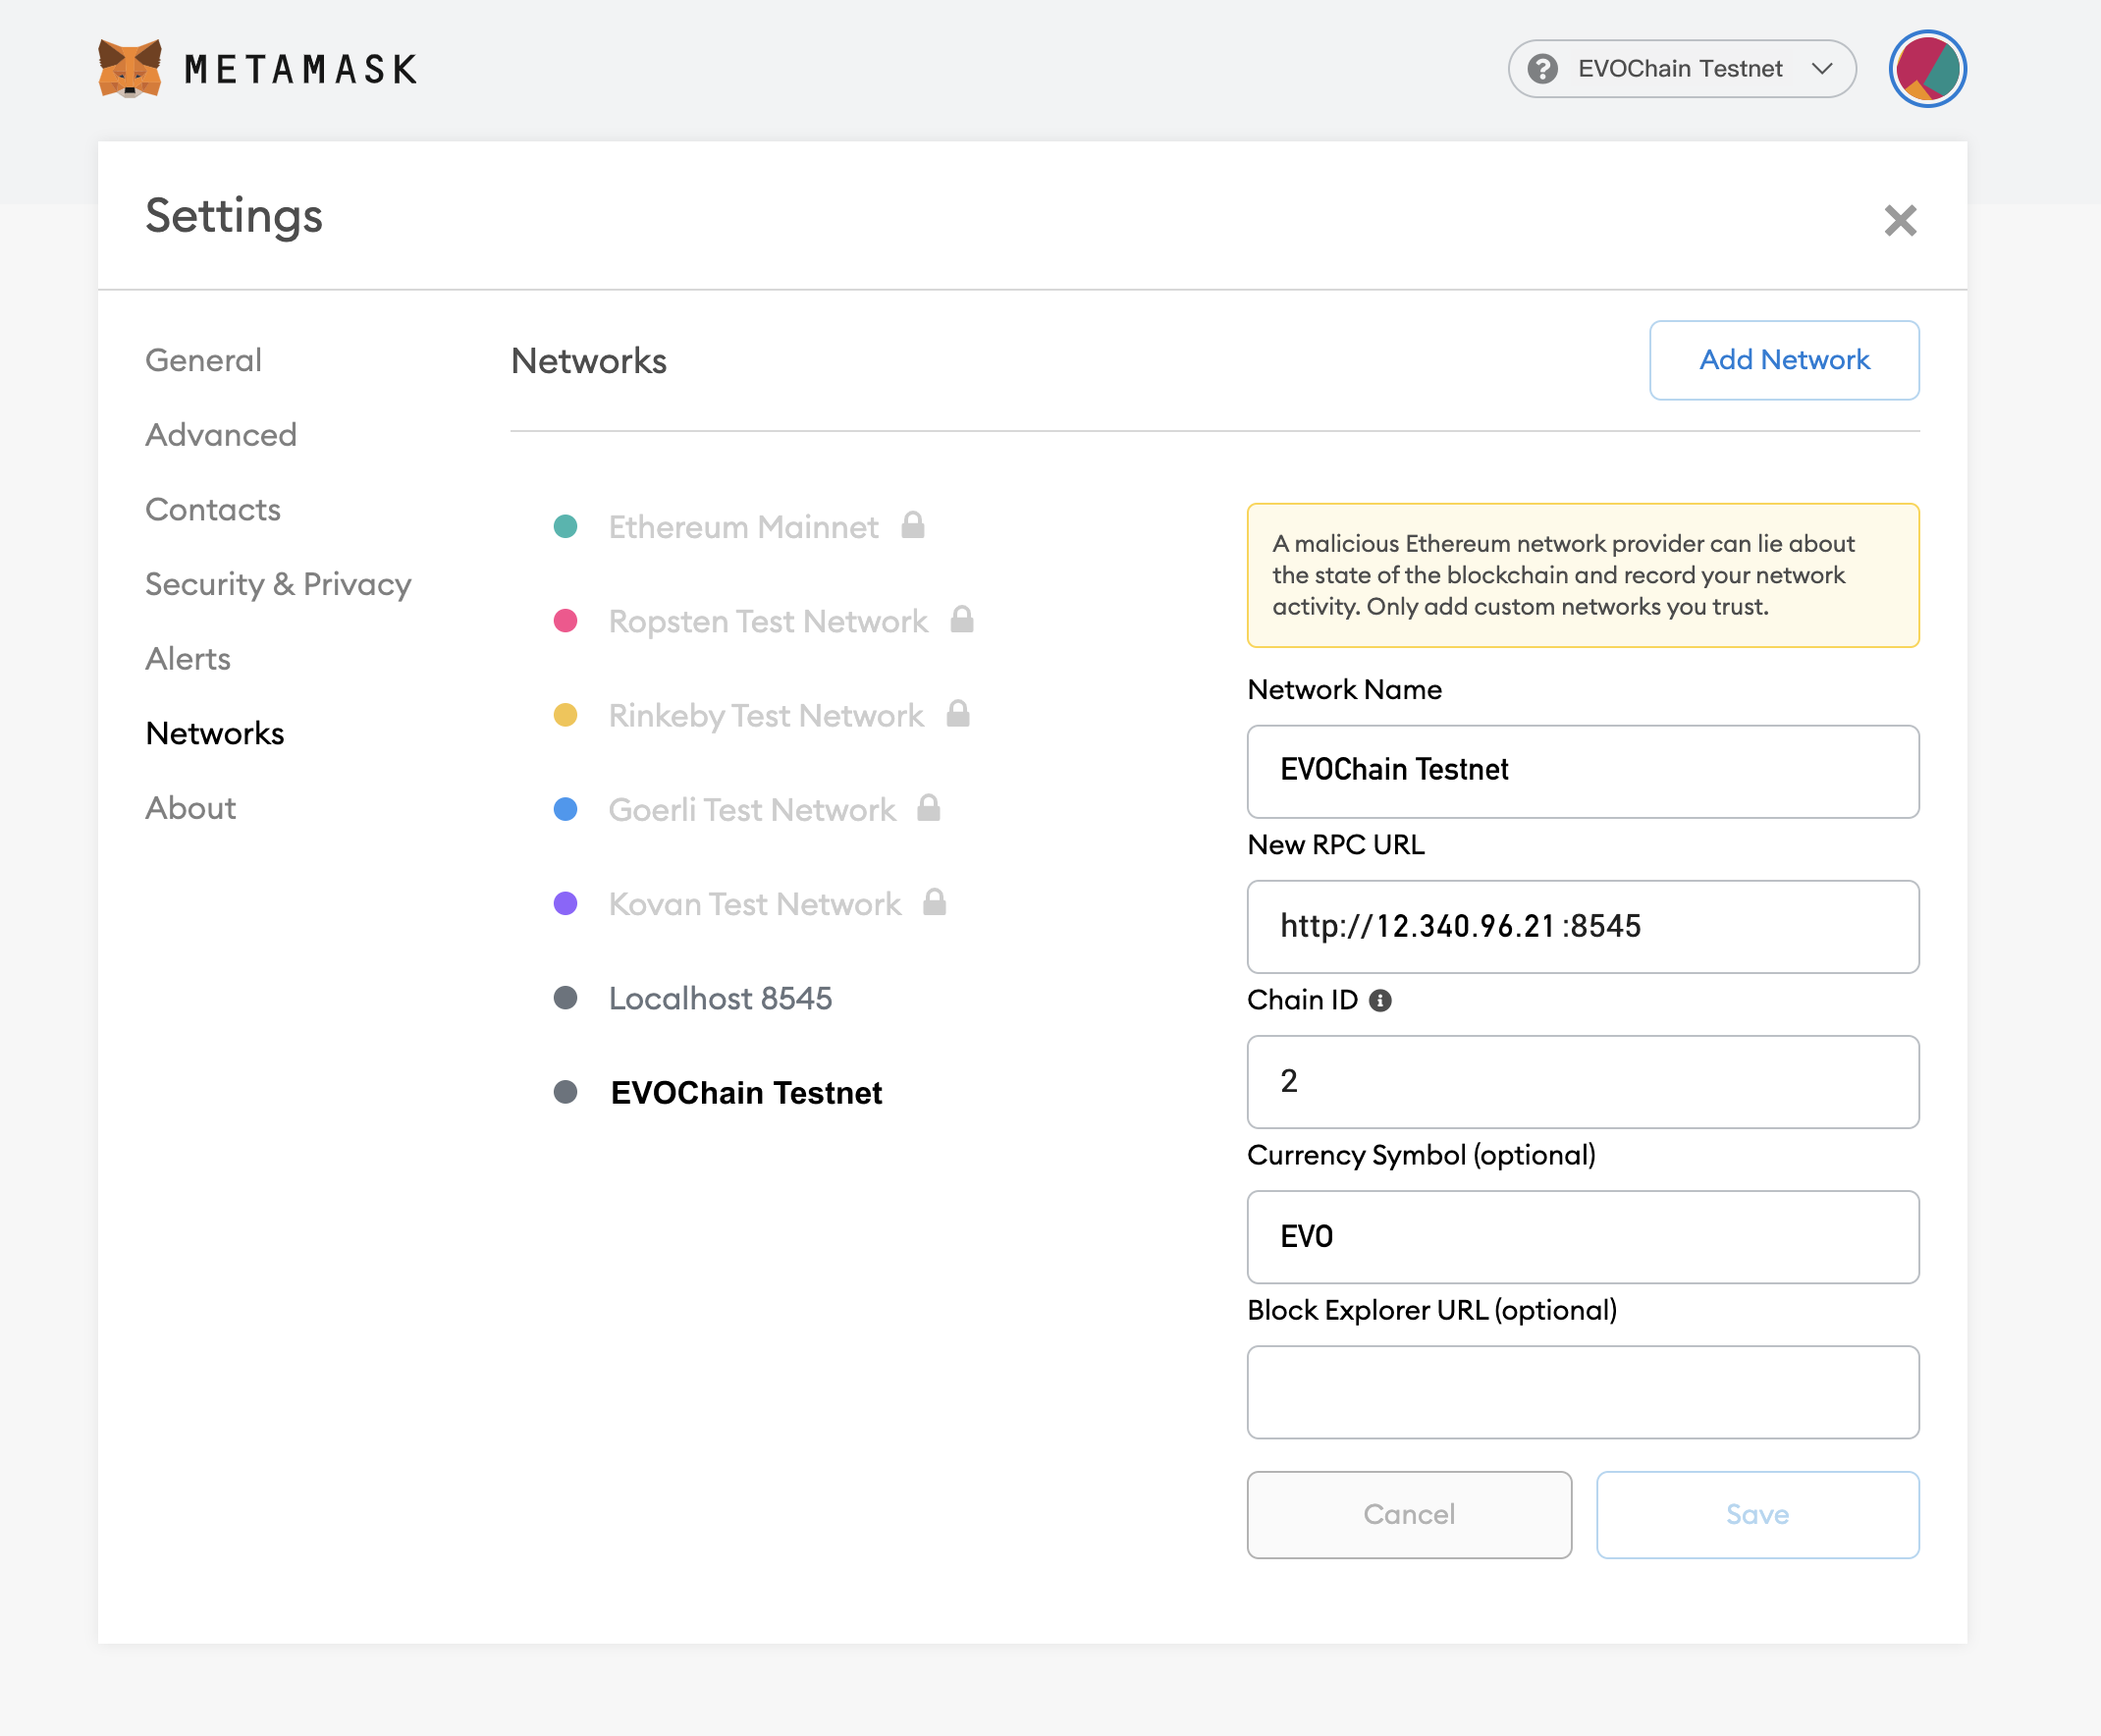 METAMASK
EVOChain Testnet
Settings
General
Advanced
Contacts
Security & Privacy
Alerts
Networks
About
Networks
Add Network
Ethereum Mainnet
Ropsten Test Network
Rinkeby Test Network
Goerli Test Network
Kovan Test Network
Localhost 8545
EVOChain Testnet
A malicious Ethereum network provider can lie about
the state of the blockchain and record your network
activity. Only add custom networks you trust.
Network Name
EVOChain Testnet
New RPC URL
http://12.340.96.21:8545
Chain ID
2
Currency Symbol (optional)
EVO
Block Explorer URL (optional)
Cancel
Save